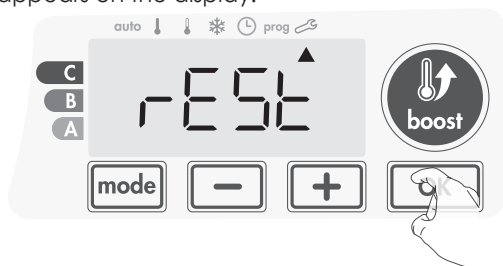 appears on the display.
auto prog
C
B
A
rESt
boost
mode - + OK